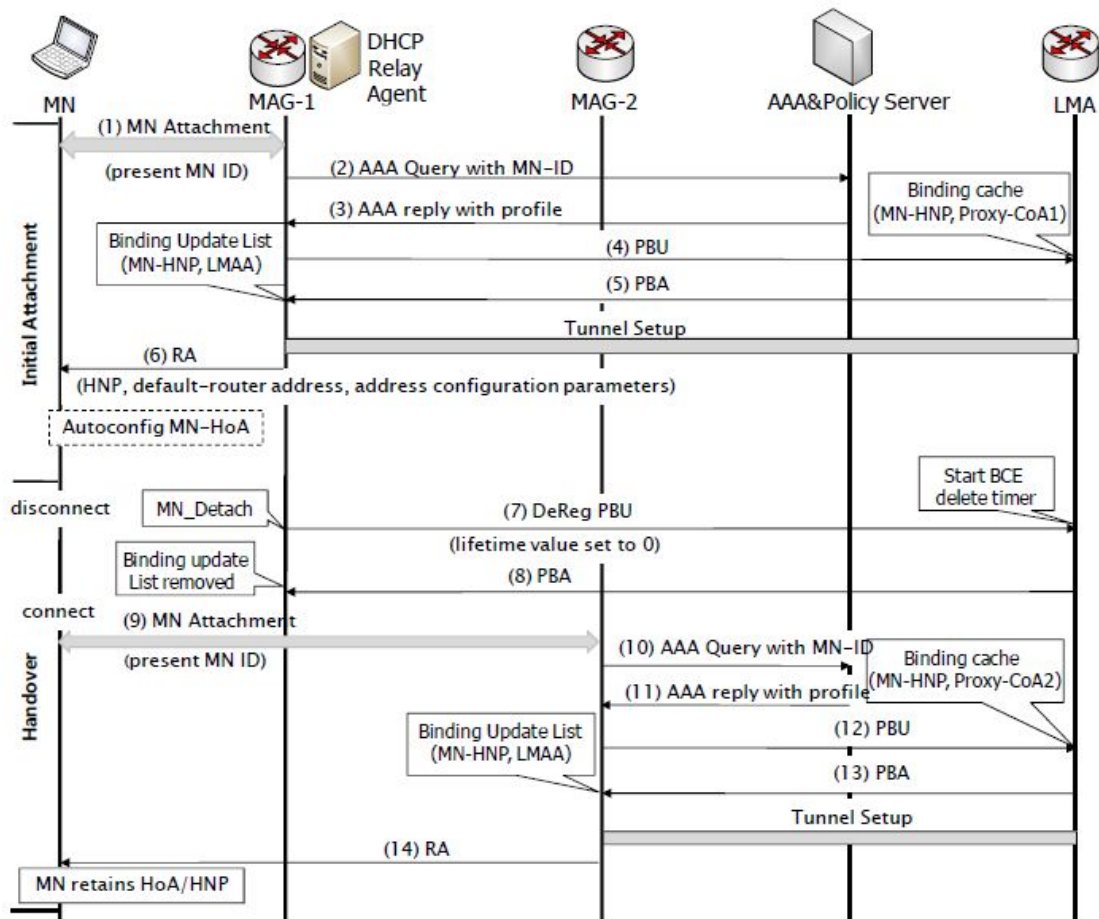 DHCP
Relay
Agent
MN
MAG-1
MAG-2
AAA&Policy Server
LMA
(1) MN Attachment
(present MN ID)
(2) AAA Query with MN-ID
Binding cache
(MN-HNP, Proxy-CoA1)
(3) AAA reply with profile
Binding Update List
(MN-HNP, LMAA)
(4) PBU
(5) PBA
Tunnel Setup
Initial Attachment
(6) RA
(HNP, default-router address, address configuration parameters)
Autoconfig MN-HoA
disconnect
MN_Detach
(7) DeReg PBU
(lifetime value set to 0)
Start BCE
delete timer
Binding update
List removed
(8) PBA
connect
(9) MN Attachment
(present MN ID)
Handover
(10) AAA Query with MN-ID
Binding cache
(MN-HNP, Proxy-CoA2)
(11) AAA reply with profile
Binding Update List
(MN-HNP, LMAA)
(12) PBU
(13) PBA
Tunnel Setup
(14) RA
MN retains HoA/HNP